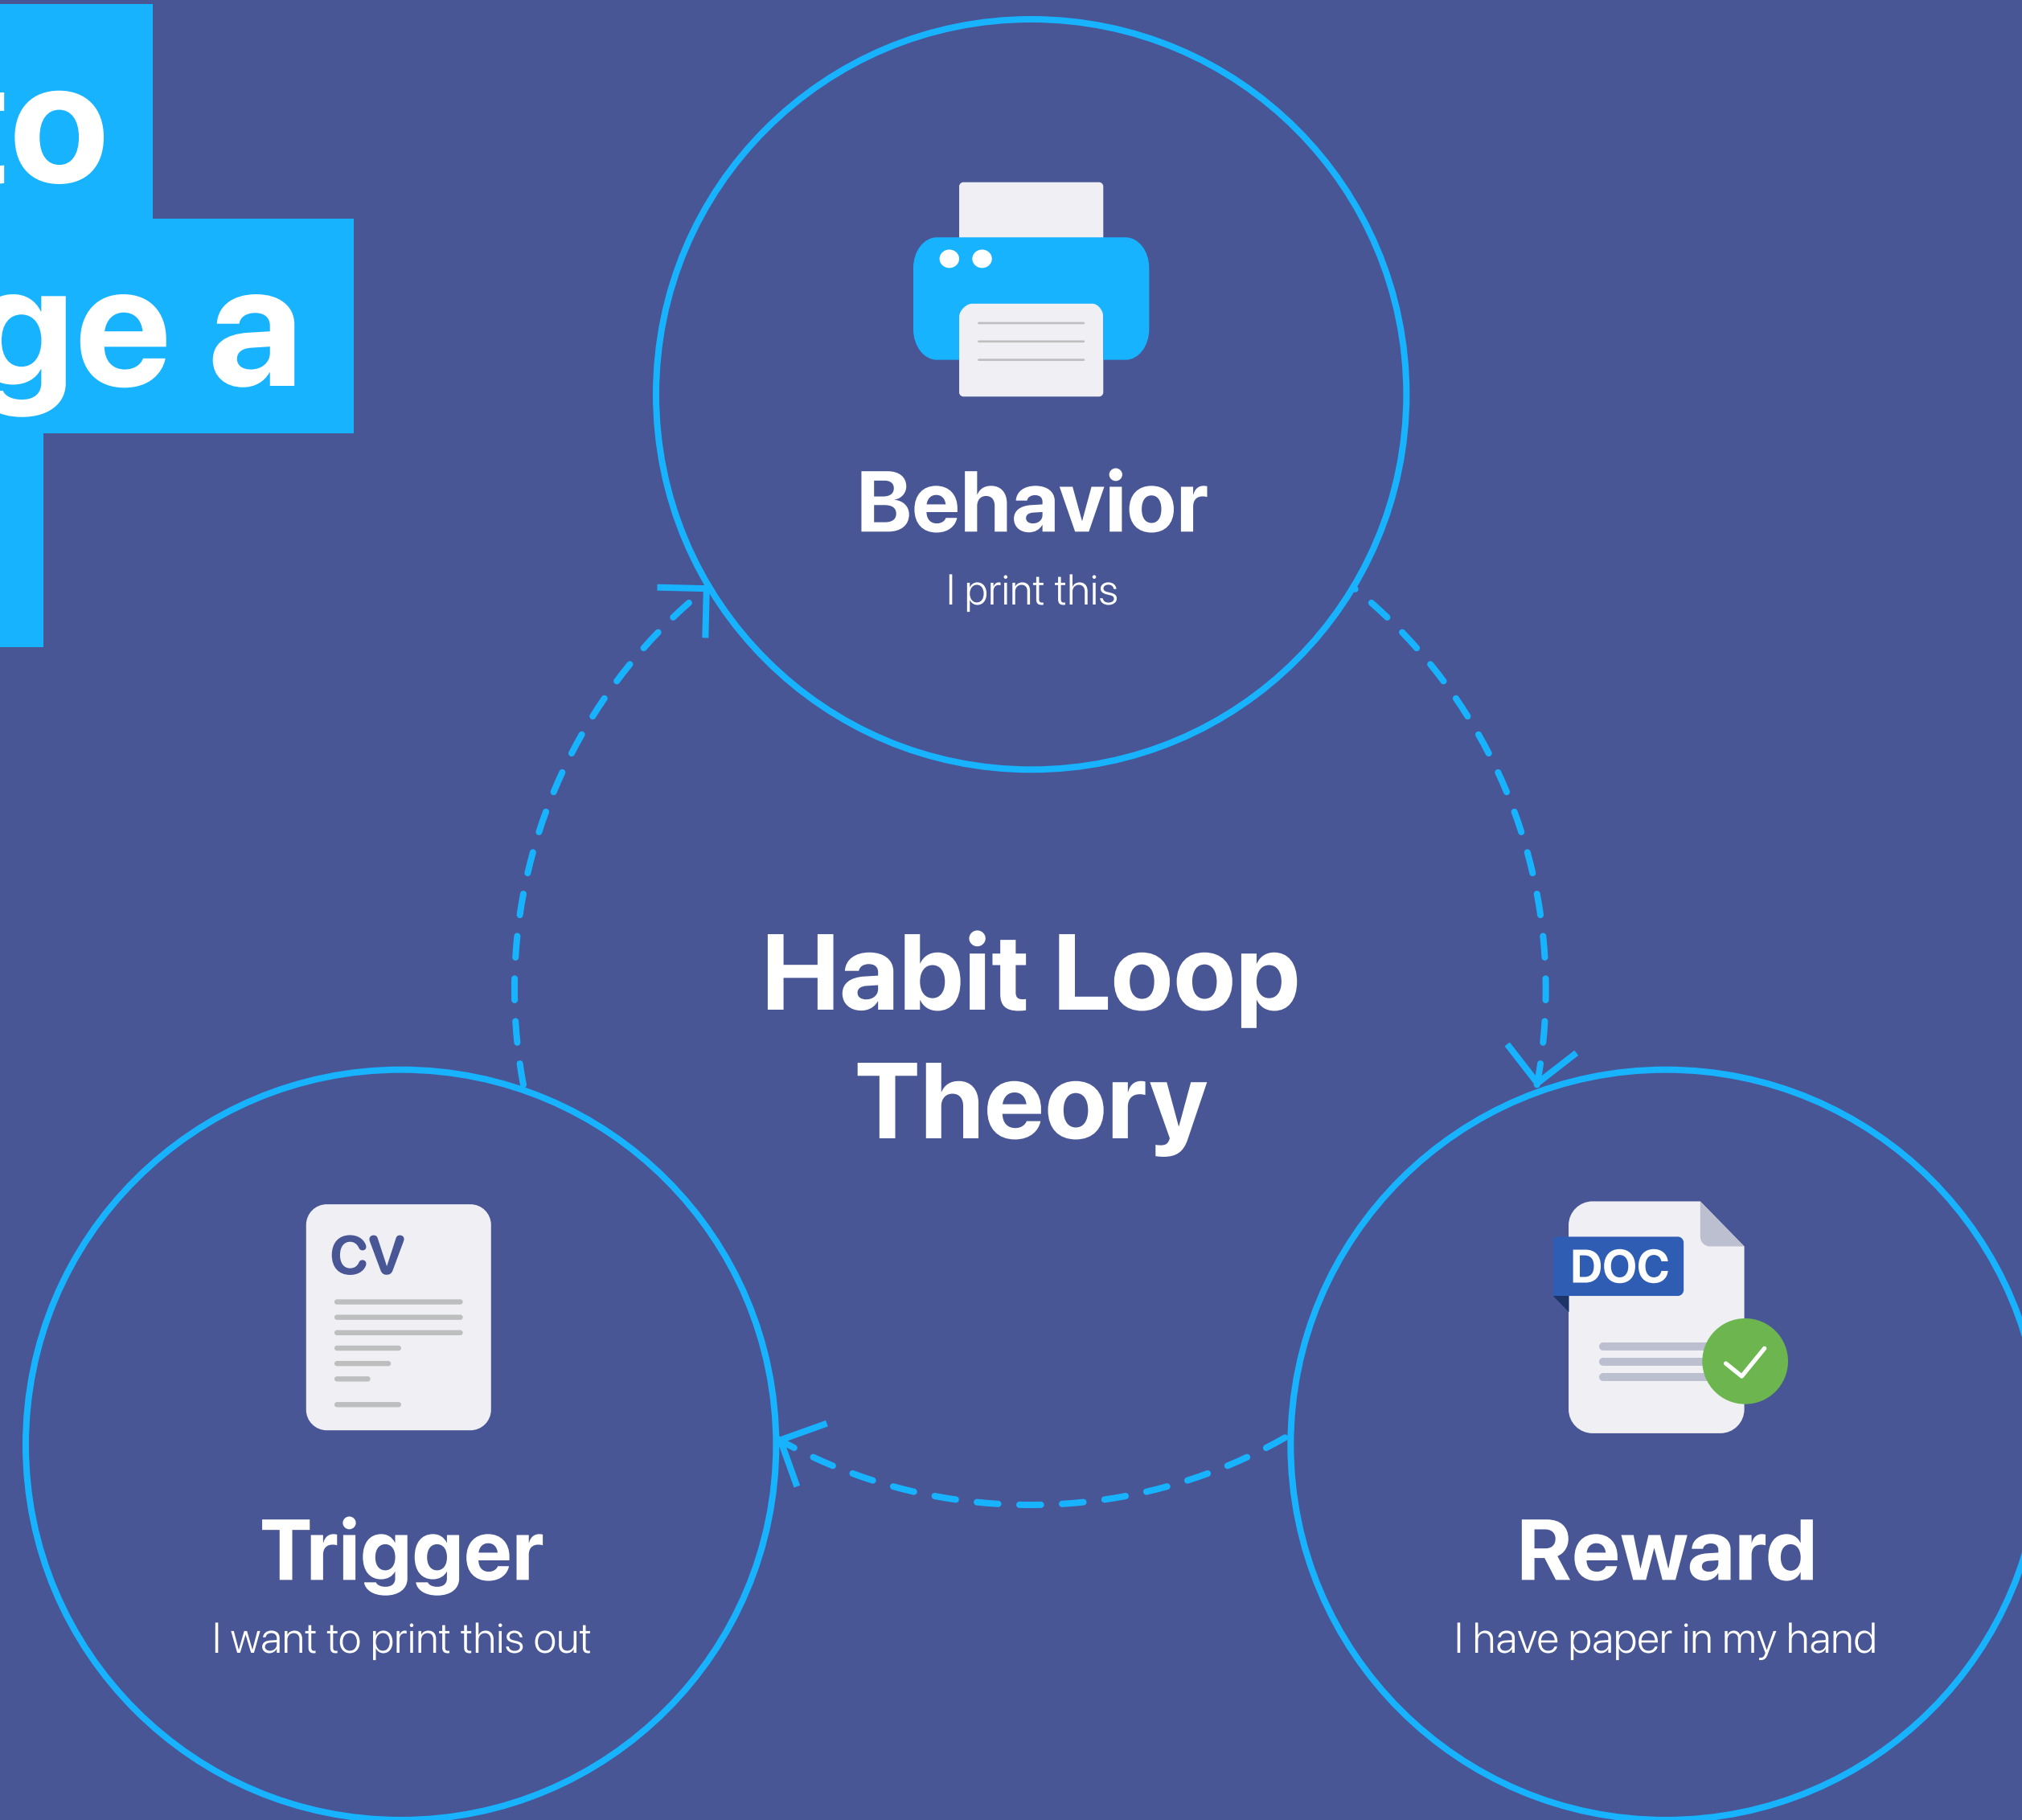 to
ge a
Behavior
I print this
Habit Loop
Theory
CV
Trigger
I want to print this out
DOC
Reward
I have paper in my hand